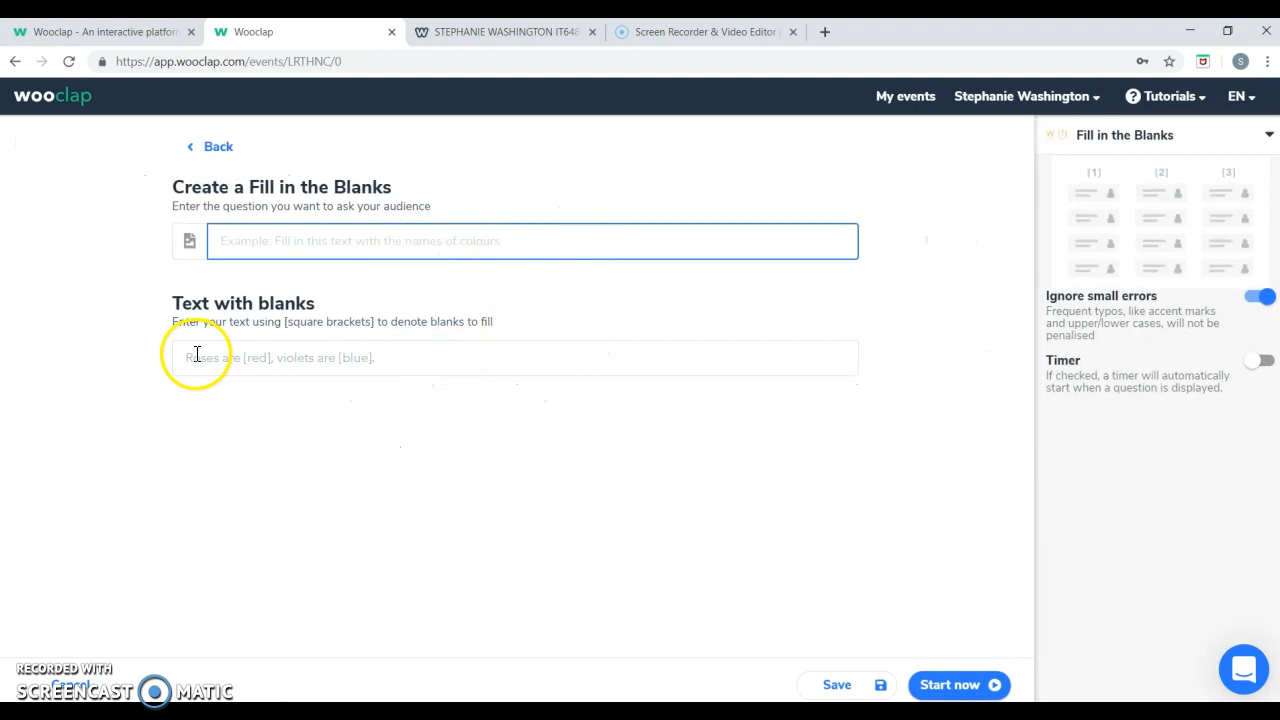 Wooclap - An interactive platform
Wooclap
STEPHANIE WASHINGTON IT648
Screen Recorder & Video Editor
https://app.wooclap.com/events/LRTHNC/0
S
wooclap
My events
Stephanie Washington
Tutorials
EN
Back
Fill in the Blanks
[1] [2] [3]
Create a Fill in the Blanks
Enter the question you want to ask your audience
Example: Fill in this text with the names of colours
Text with blanks
Enter your text using [square brackets] to denote blanks to fill
Roses are [red], violets are [blue].
Ignore small errors
Frequent typos, like accent marks
and upper/lower cases, will not be
penalised
Timer
If checked, a timer will automatically
start when a question is displayed.
RECORDED WITH
SCREENCAST MATIC
Cancel
Save
Start now